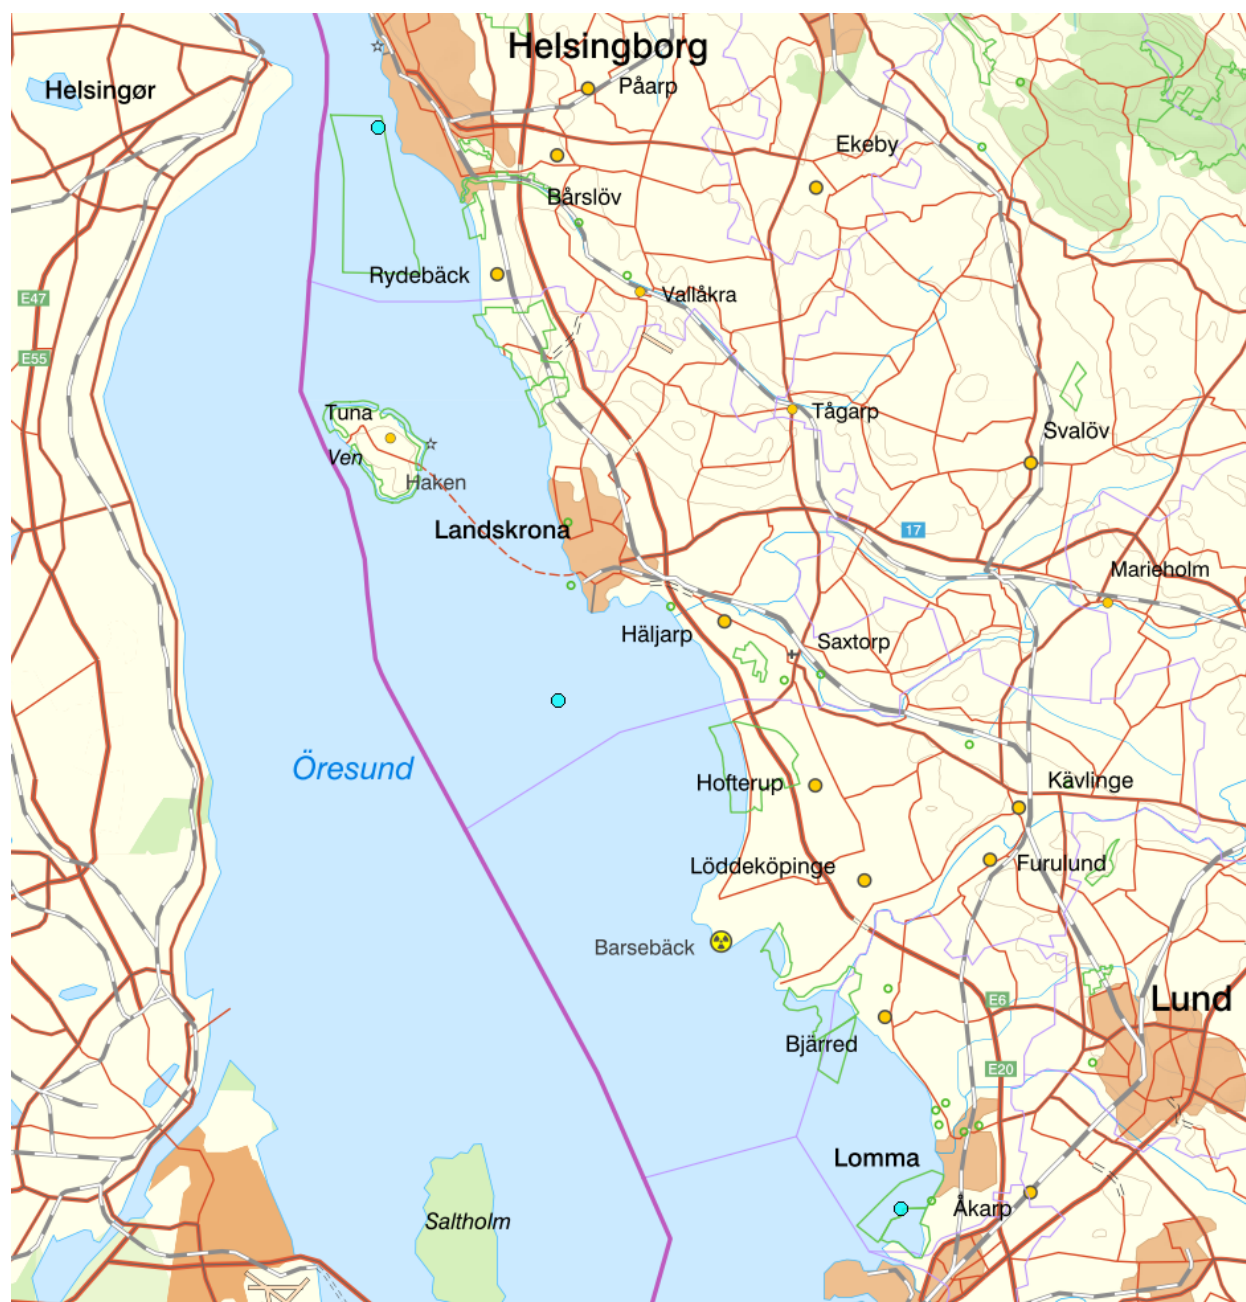 Helsingborg
Helsingør
Påarp
Ekeby
Bårslöv
Rydebäck
Vallåkra
E47
E55
Tuna
Tågarp
Svalöv
Ven
Haken
Landskrona
17
Marieholm
Häljarp
Saxtorp
Öresund
Hofterup
Kävlinge
Löddeköpinge
Furulund
Barsebäck
E6
Lund
Bjärred
E20
Lomma
Åkarp
Saltholm